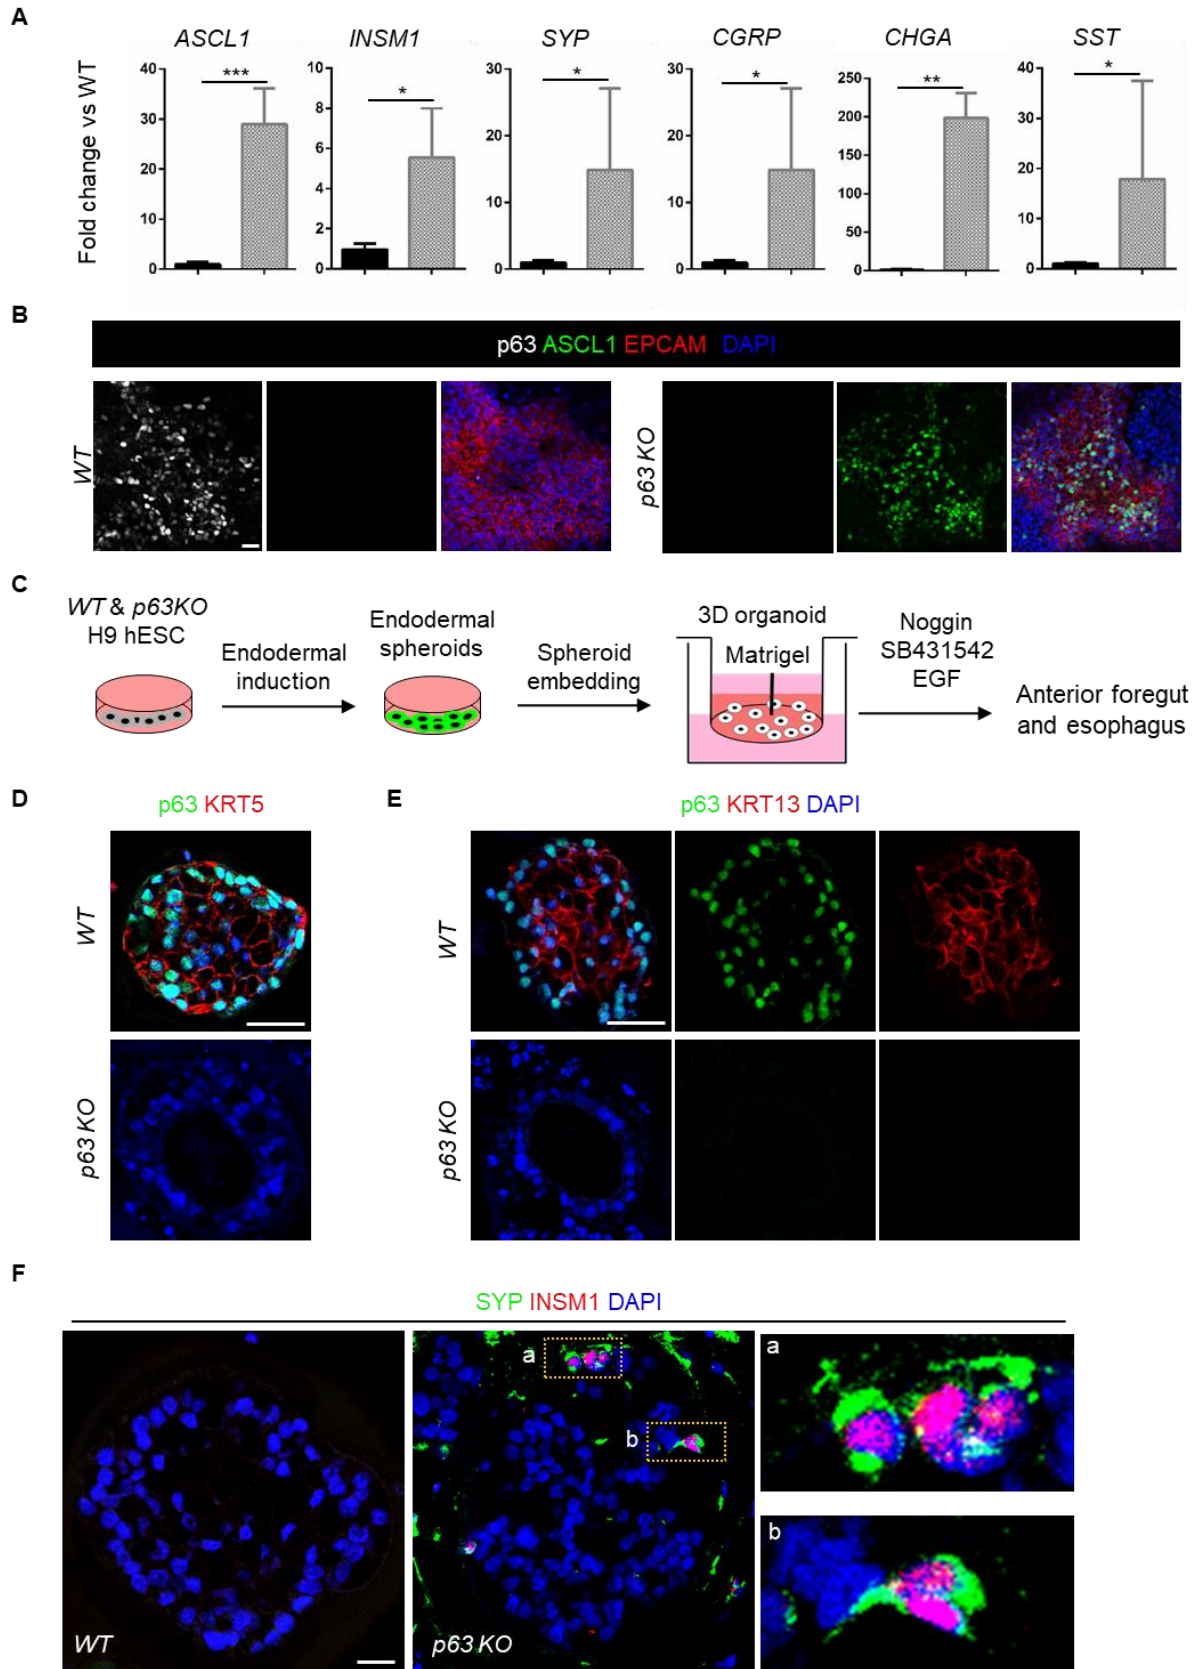 A
ASCL1 INSM1 SYP CGRP CHGA SST
Fold change vs WT
40 30 20 10 0
***
10 8 6 4 2 0
*
30 20 10 0
*
30 20 10 0
*
250 200 150 100 50 0
**
40 30 20 10 0
*
B
p63 ASCL1 EPCAM DAPI
WT
p63 KO
C
WT & p63KO
H9 hESC
Endodermal
induction
Endodermal
spheroids
Spheroid
embedding
3D organoid
Matrigel
Noggin
SB431542
EGF
Anterior foregut
and esophagus
D
p63 KRT5
WT
p63 KO
E
p63 KRT13 DAPI
WT
p63 KO
F
SYP INSM1 DAPI
WT
a
b
p63 KO
a
b